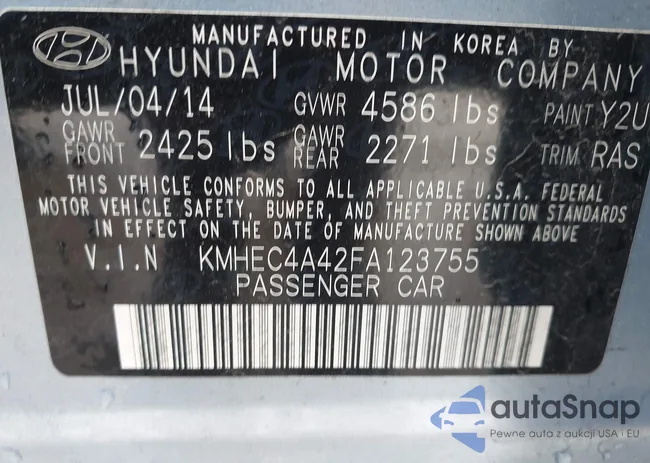 MANUFACTURED IN KOREA BY
HYUNDAI MOTOR COMPANY
JUL/04/14 GVWR 4586 lbs PAINT Y2U
GAWR FRONT 2425 lbs GAWR REAR 2271 lbs TRIM RAS
THIS VEHICLE CONFORMS TO ALL APPLICABLE U.S.A. FEDERAL
MOTOR VEHICLE SAFETY, BUMPER, AND THEFT PREVENTION STANDARDS
IN EFFECT ON THE DATE OF MANUFACTURE SHOWN ABOVE.
V.I.N KMHEC4A42FA123755
PASSENGER CAR
autaSnap
Pewne auta z aukcji USA i EU